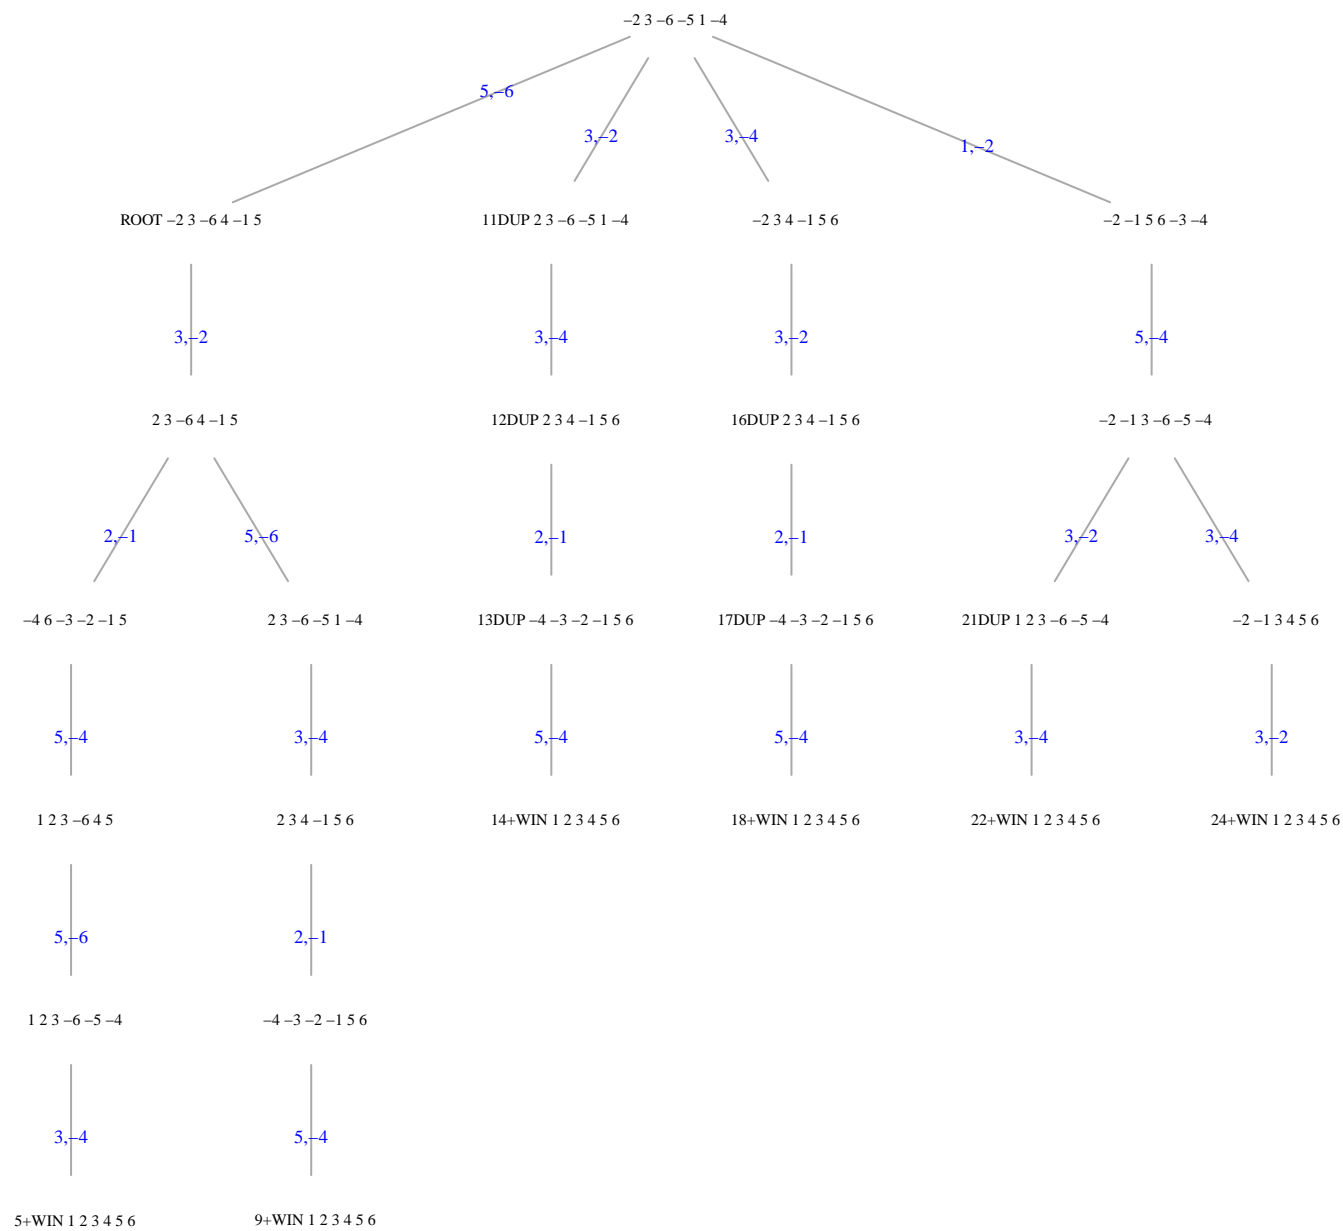 −2 3 −6 −5 1 −4
5,−6
3,−2
3,−4
1,−2
ROOT −2 3 −6 4 −1 5
11DUP 2 3 −6 −5 1 −4
−2 3 4 −1 5 6
−2 −1 5 6 −3 −4
3,−2
3,−4
3,−2
5,−4
2 3 −6 4 −1 5
12DUP 2 3 4 −1 5 6
16DUP 2 3 4 −1 5 6
−2 −1 3 −6 −5 −4
2,−1
5,−6
2,−1
2,−1
3,−2
3,−4
−4 6 −3 −2 −1 5
2 3 −6 −5 1 −4
13DUP −4 −3 −2 −1 5 6
17DUP −4 −3 −2 −1 5 6
21DUP 1 2 3 −6 −5 −4
−2 −1 3 4 5 6
5,−4
3,−4
5,−4
5,−4
3,−4
3,−2
1 2 3 −6 4 5
2 3 4 −1 5 6
14+WIN 1 2 3 4 5 6
18+WIN 1 2 3 4 5 6
22+WIN 1 2 3 4 5 6
24+WIN 1 2 3 4 5 6
5,−6
2,−1
1 2 3 −6 −5 −4
−4 −3 −2 −1 5 6
3,−4
5,−4
5+WIN 1 2 3 4 5 6
9+WIN 1 2 3 4 5 6